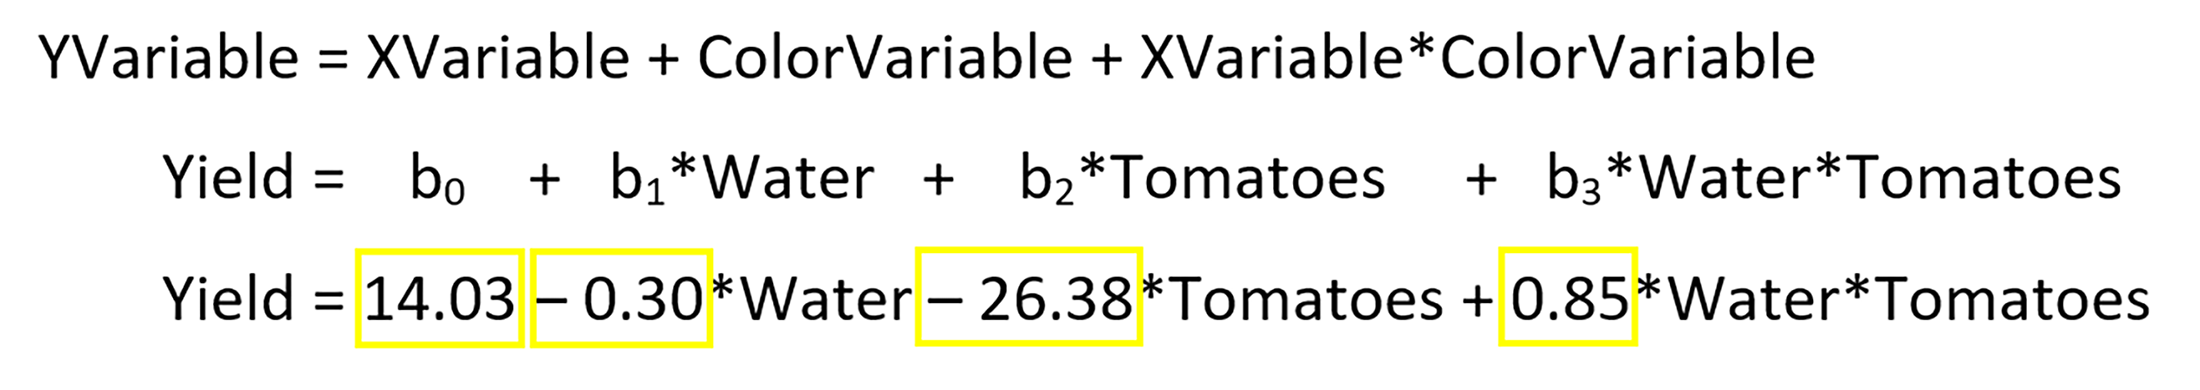 YVariable = XVariable + ColorVariable + XVariable*ColorVariable
Yield = b₀ + b₁*Water + b₂*Tomatoes + b₃*Water*Tomatoes
Yield = 14.03 – 0.30*Water – 26.38*Tomatoes + 0.85*Water*Tomatoes